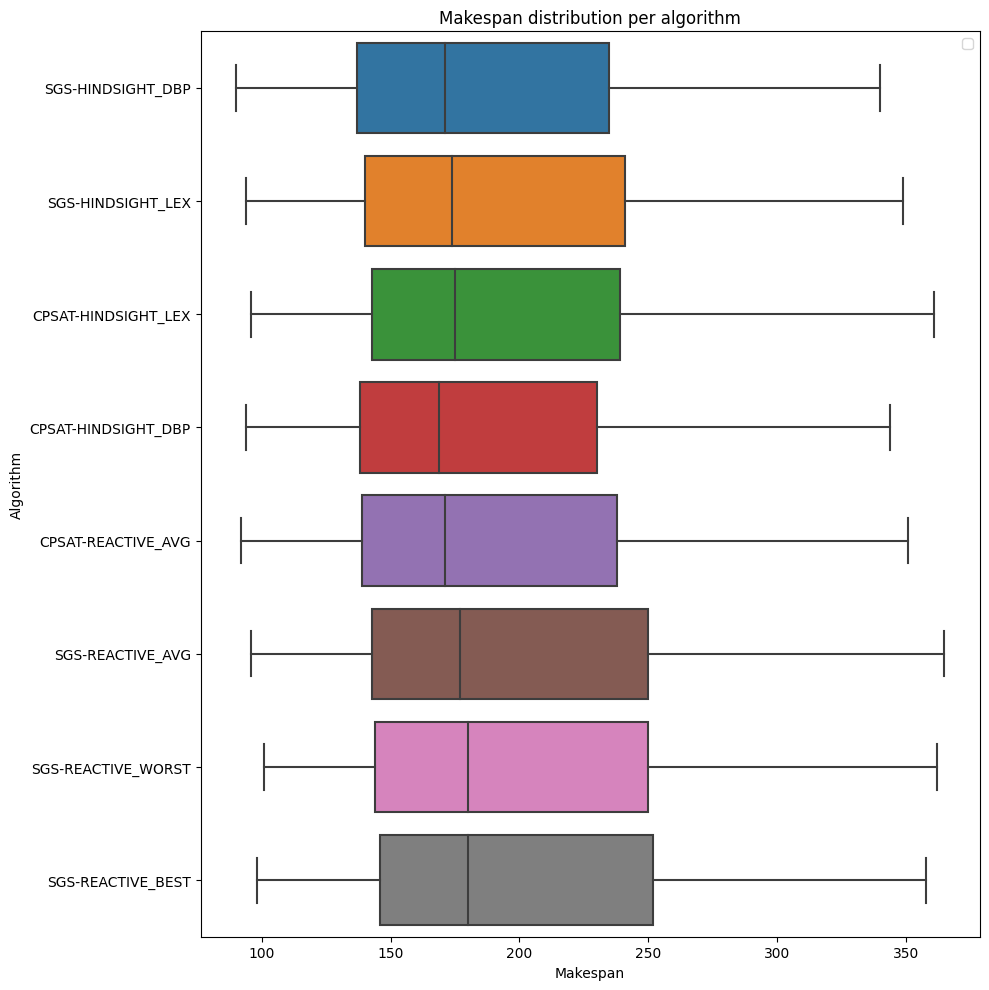 Makespan distribution per algorithm
SGS-HINDSIGHT_DBP
SGS-HINDSIGHT_LEX
CPSAT-HINDSIGHT_LEX
CPSAT-HINDSIGHT_DBP
CPSAT-REACTIVE_AVG
SGS-REACTIVE_AVG
SGS-REACTIVE_WORST
SGS-REACTIVE_BEST
Algorithm
100 150 200 250 300 350
Makespan